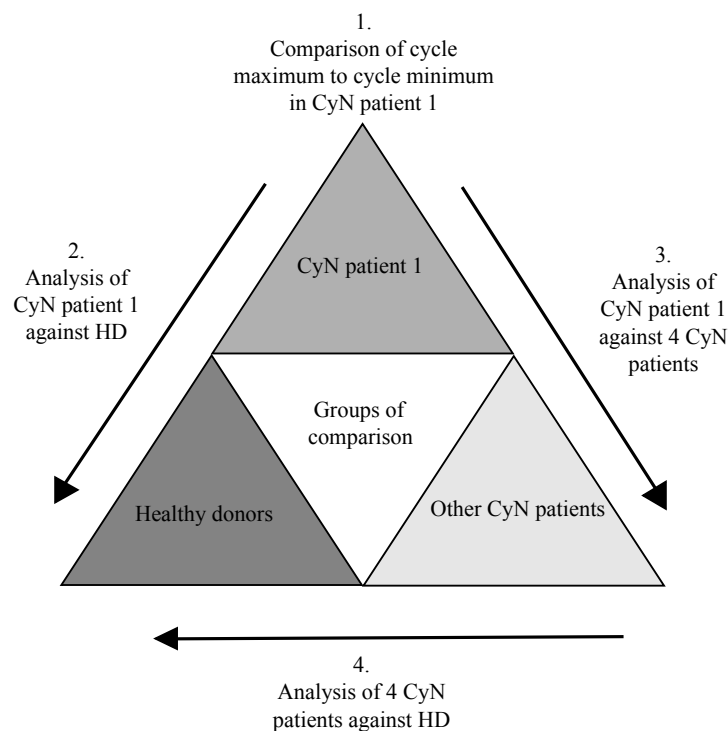 1.
Comparison of cycle
maximum to cycle minimum
in CyN patient 1
CyN patient 1
2.
Analysis of
CyN patient 1
against HD
3.
Analysis of
CyN patient 1
against 4 CyN
patients
Groups of
comparison
Healthy donors
Other CyN patients
4.
Analysis of 4 CyN
patients against HD